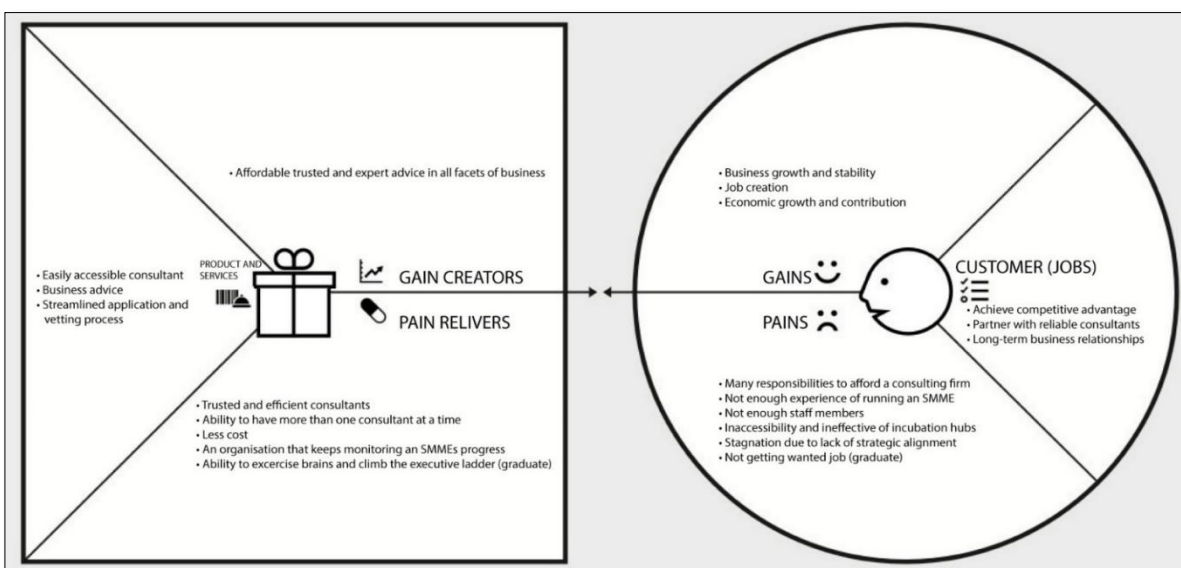 • Affordable trusted and expert advice in all facets of business
PRODUCT AND
SERVICES
• Easily accessible consultant
• Business advice
• Streamlined application and
vetting process
GAIN CREATORS
PAIN RELIVERS
• Trusted and efficient consultants
• Ability to have more than one consultant at a time
• Less cost
• An organisation that keeps monitoring an SMMEs progress
• Ability to excercise brains and climb the executive ladder (graduate)
• Business growth and stability
• Job creation
• Economic growth and contribution
GAINS
PAINS
CUSTOMER (JOBS)
• Achieve competitive advantage
• Partner with reliable consultants
• Long-term business relationships
• Many responsibilities to afford a consulting firm
• Not enough experience of running an SMME
• Not enough staff members
• Inaccessibility and ineffective of incubation hubs
• Stagnation due to lack of strategic alignment
• Not getting wanted job (graduate)